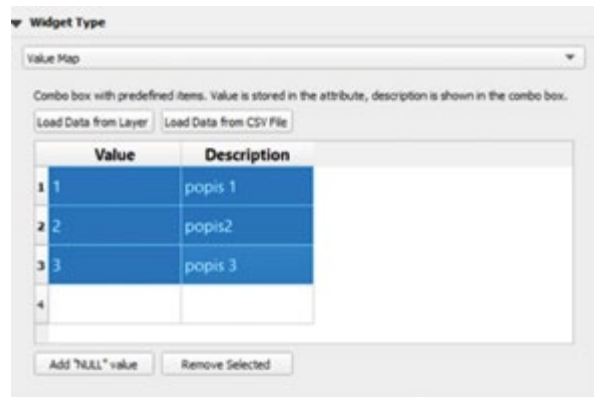 Widget Type
Value Map
Combo box with predefined items. Value is stored in the attribute, description is shown in the combo box.
Load Data from Layer Load Data from CSV File
Value Description
1 1 popis 1
2 2 popis2
3 3 popis 3
4
Add "NULL" value Remove Selected